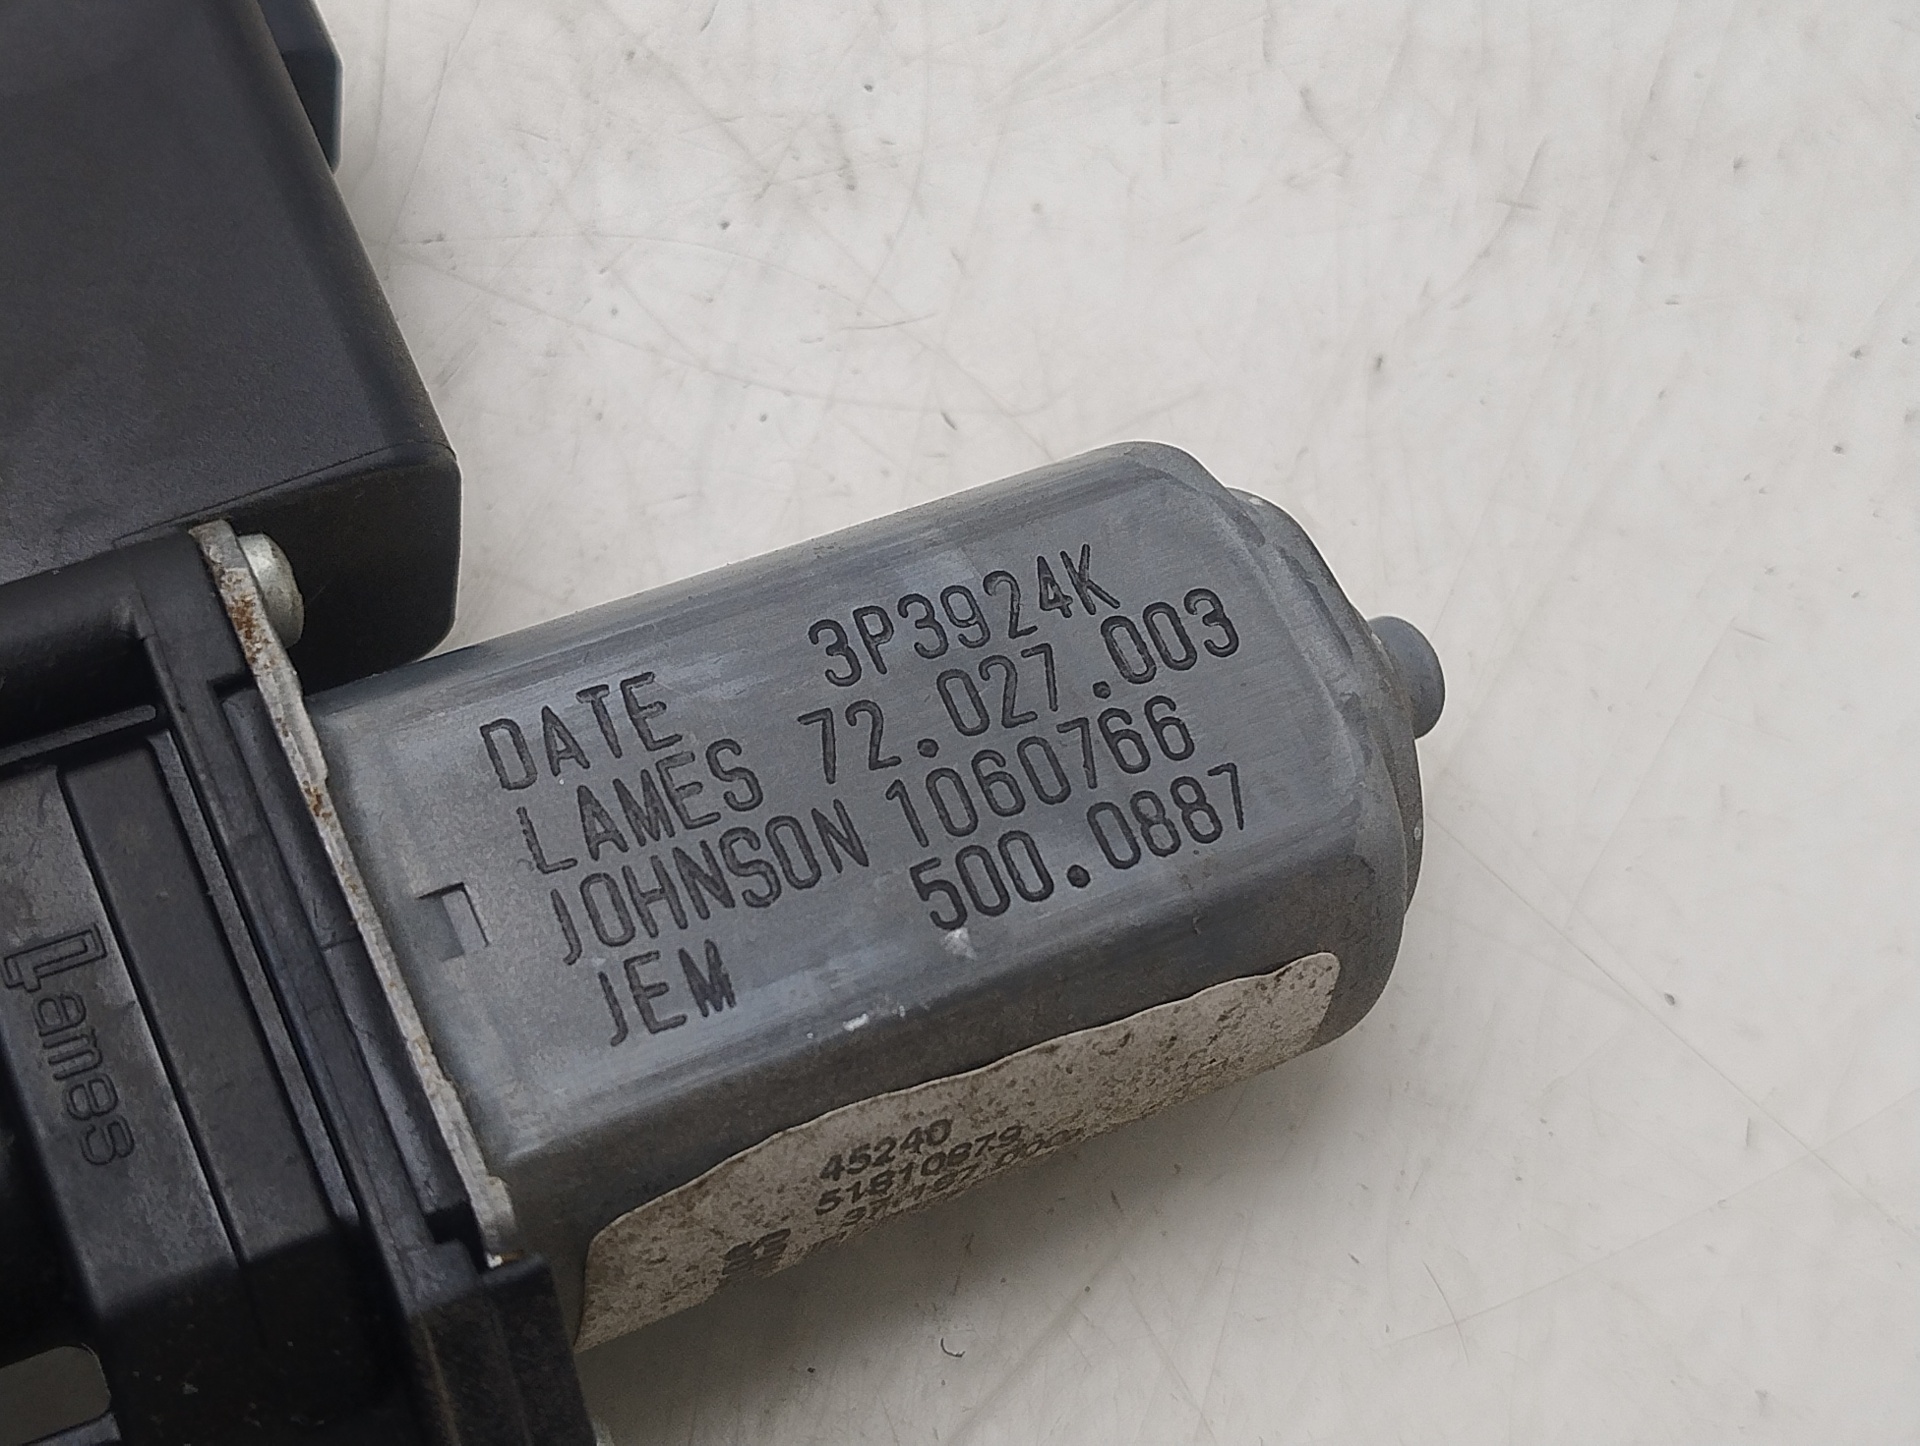 DATE 3P3924K
LAMES 72.027.003
JOHNSON 1060766
JEM 500.0887
Lames
45240
51810879